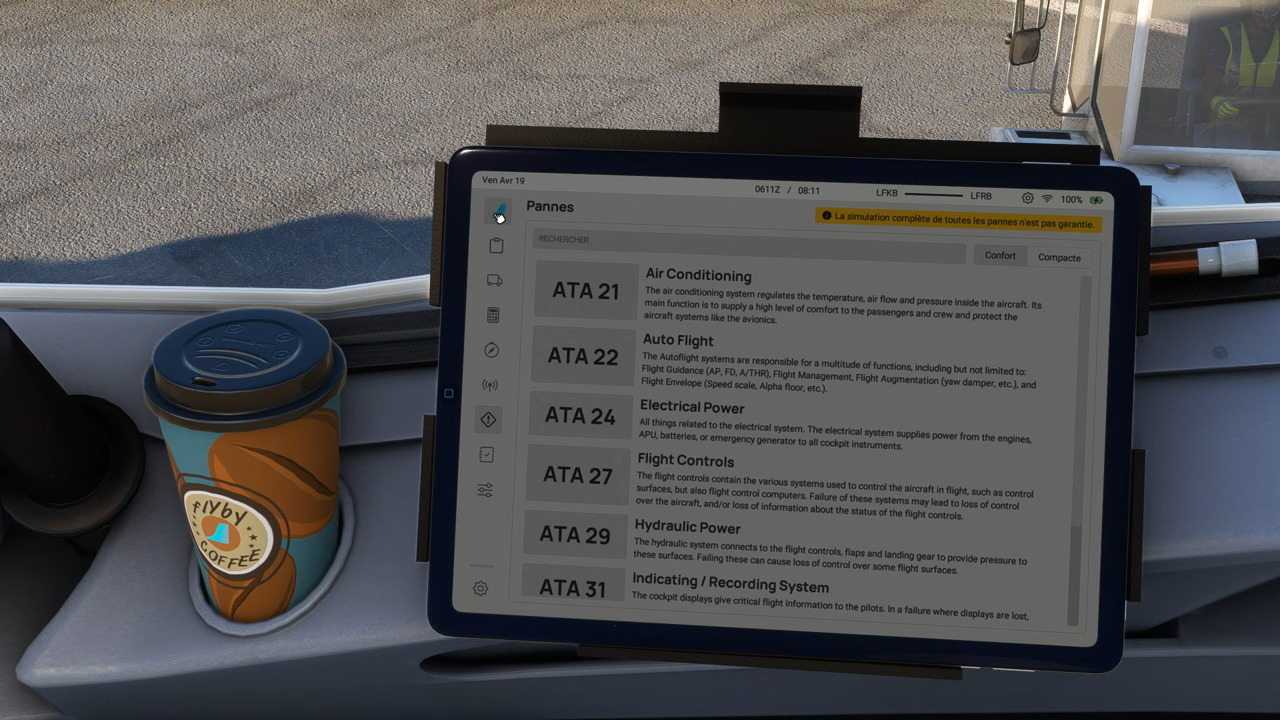 Ven Avr 19
0611Z / 08:11
LFKB
LFRB
100%
Pannes
La simulation complète de toutes les pannes n'est pas garantie.
RECHERCHER
Confort
Compacte
ATA 21
Air Conditioning
The air conditioning system regulates the temperature, air flow and pressure inside the aircraft. Its
main function is to supply a high level of comfort to the passengers and crew and protect the
aircraft systems like the avionics.
ATA 22
Auto Flight
The Autoflight systems are responsible for a multitude of functions, including but not limited to:
Flight Guidance (AP, FD, A/THR), Flight Management, Flight Augmentation (yaw damper, etc.), and
Flight Envelope (Speed scale, Alpha floor, etc.).
ATA 24
Electrical Power
All things related to the electrical system. The electrical system supplies power from the engines,
APU, batteries, or emergency generator to all cockpit instruments.
ATA 27
Flight Controls
The flight controls contain the various systems used to control the aircraft in flight, such as control
surfaces, but also flight control computers. Failure of these systems may lead to loss of control
over the aircraft, and/or loss of information about the status of the flight controls.
ATA 29
Hydraulic Power
The hydraulic system connects to the flight controls, flaps and landing gear to provide pressure to
these surfaces. Failing these can cause loss of control over some flight surfaces.
ATA 31
Indicating / Recording System
The cockpit displays give critical flight information to the pilots. In a failure where displays are lost,
flyby
COFFEE